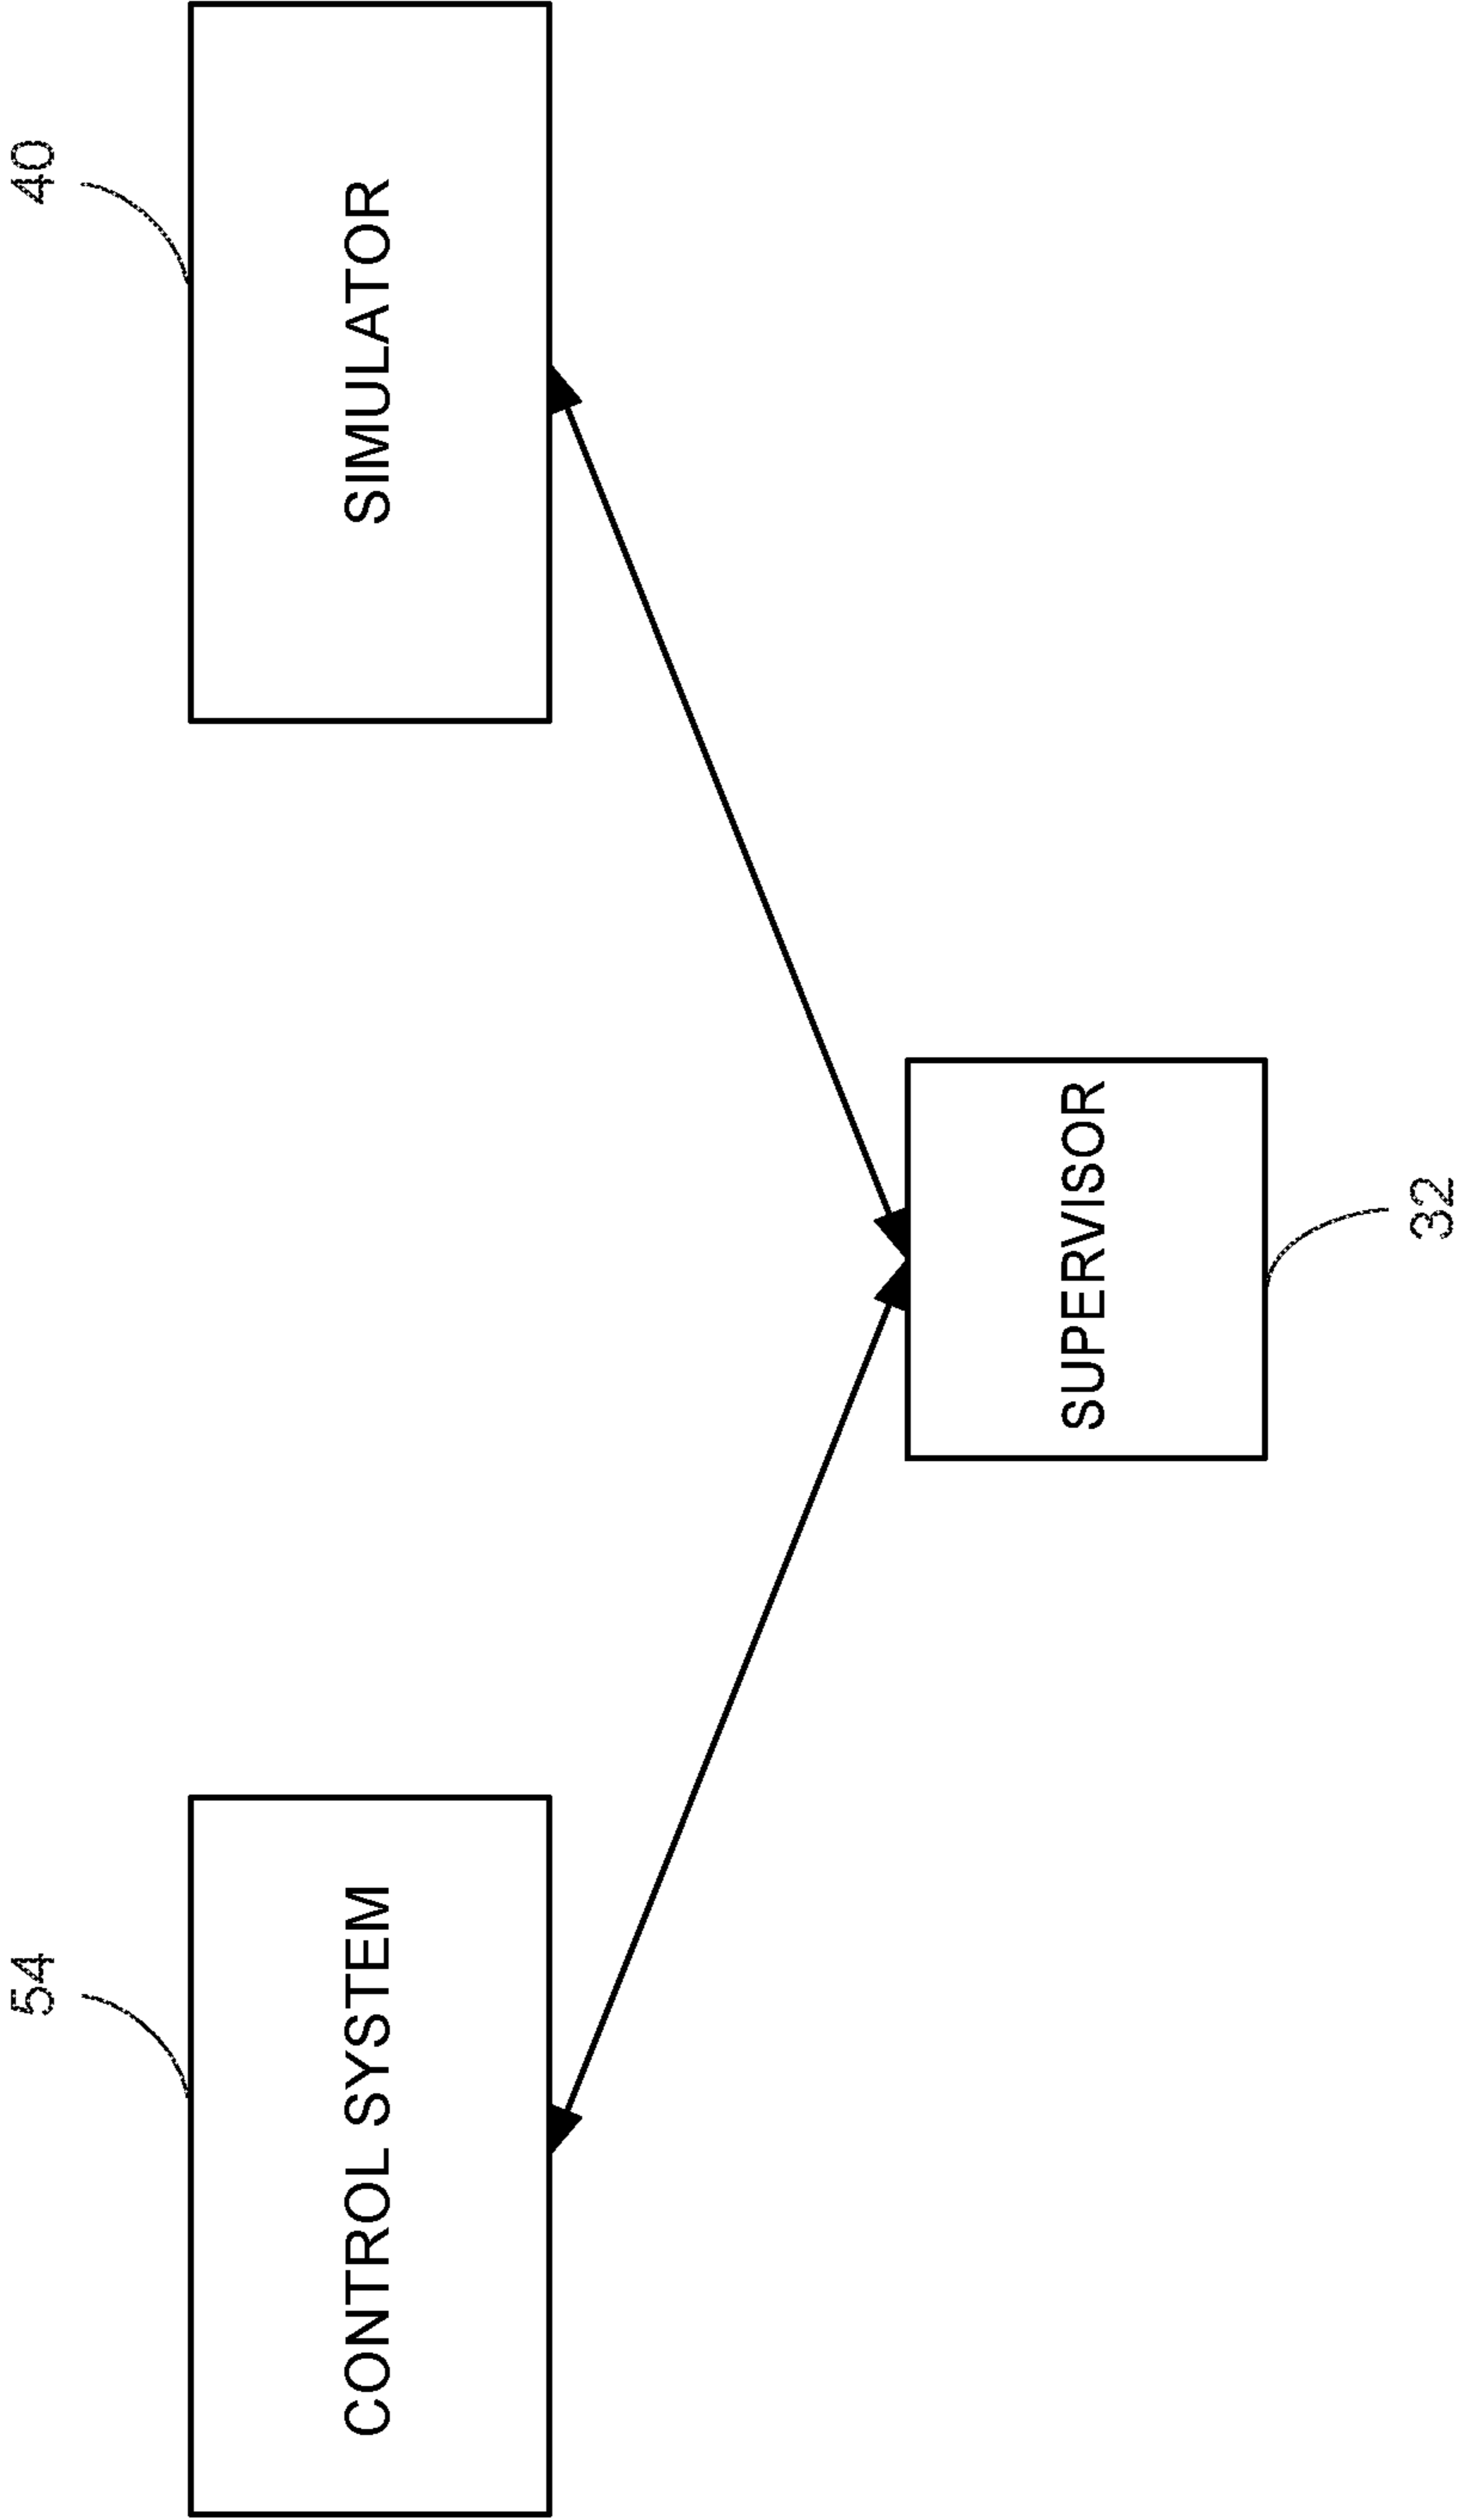 54
40
CONTROL SYSTEM
SIMULATOR
SUPERVISOR
32